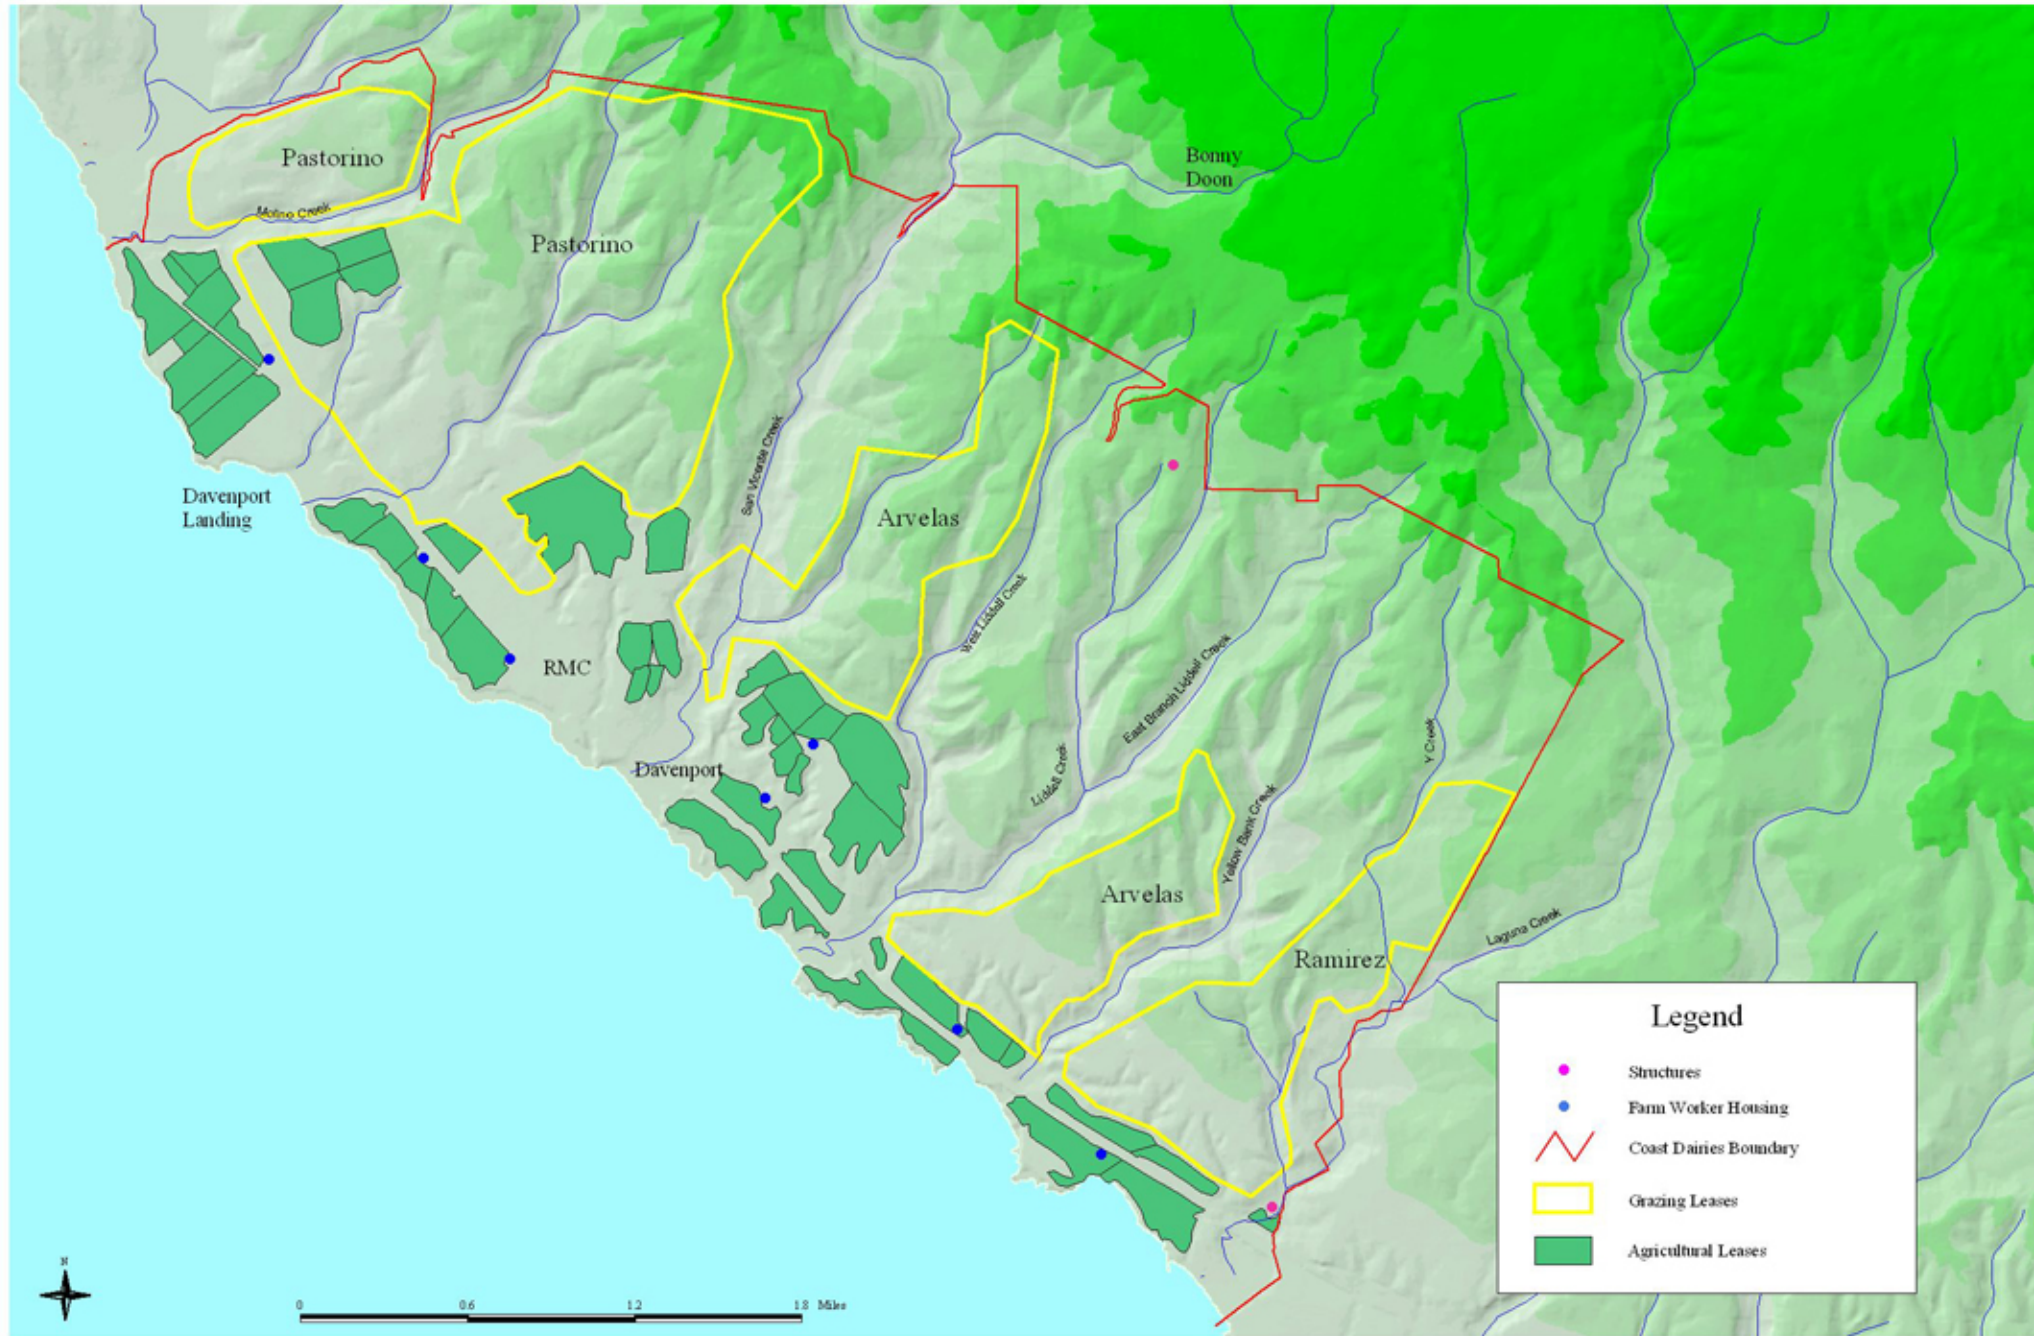 Bonny
Doon
Pastorino
Molino Creek
Pastorino
San Vicente Creek
Davenport
Landing
Arvelas
West Liddell Creek
RMC
East Branch Liddell Creek
Y Creek
Davenport
Liddell Creek
Yellow Bank Creek
Arvelas
Laguna Creek
Ramirez
Legend
Structures
Farm Worker Housing
Coast Dairies Boundary
Grazing Leases
Agricultural Leases
N
0 0.6 1.2 1.8 Miles